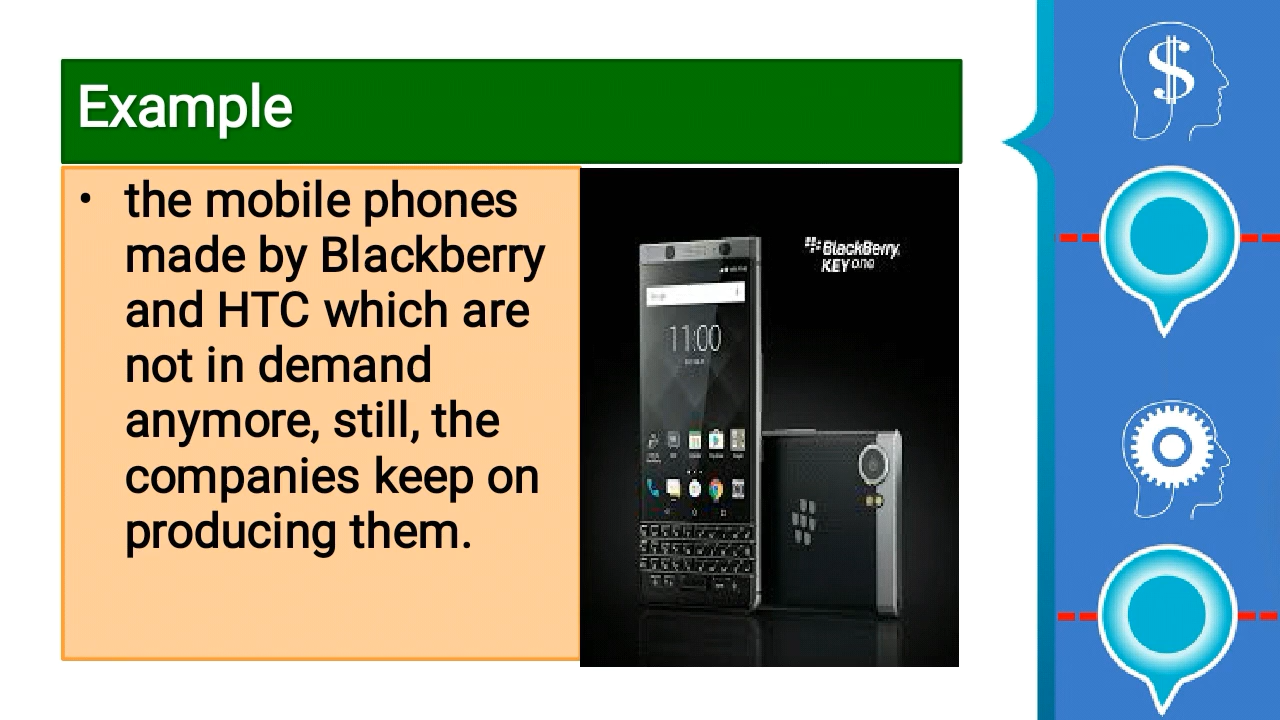 Example
• the mobile phones
made by Blackberry
and HTC which are
not in demand
anymore, still, the
companies keep on
producing them.
BlackBerry
KEYone
11:00
$